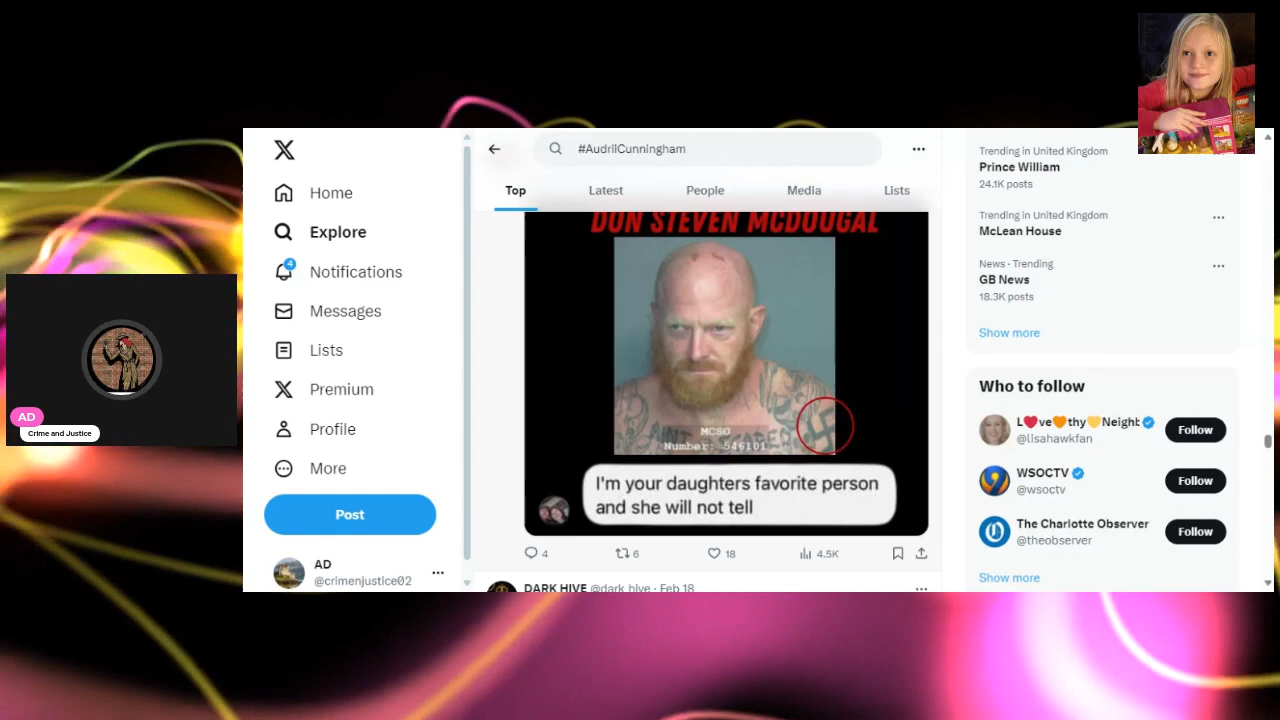 #AudriiCunningham
Home
Explore
4
Notifications
Messages
Lists
Premium
Profile
More
Post
AD
@crimenjustice02
AD
Crime and Justice
Top
Latest
People
Media
Lists
DON STEVEN MCDOUGAL
MCSO
Number: 546101
I'm your daughters favorite person
and she will not tell
4
6
18
4.5K
DARK HIVE @dark_hive · Feb 18
Trending in United Kingdom
Prince William
24.1K posts
Trending in United Kingdom
McLean House
News · Trending
GB News
18.3K posts
Show more
Who to follow
L❤️ve🧡thy💛Neighb
@lisahawkfan
Follow
WSOCTV
@wsoctv
Follow
The Charlotte Observer
@theobserver
Follow
Show more